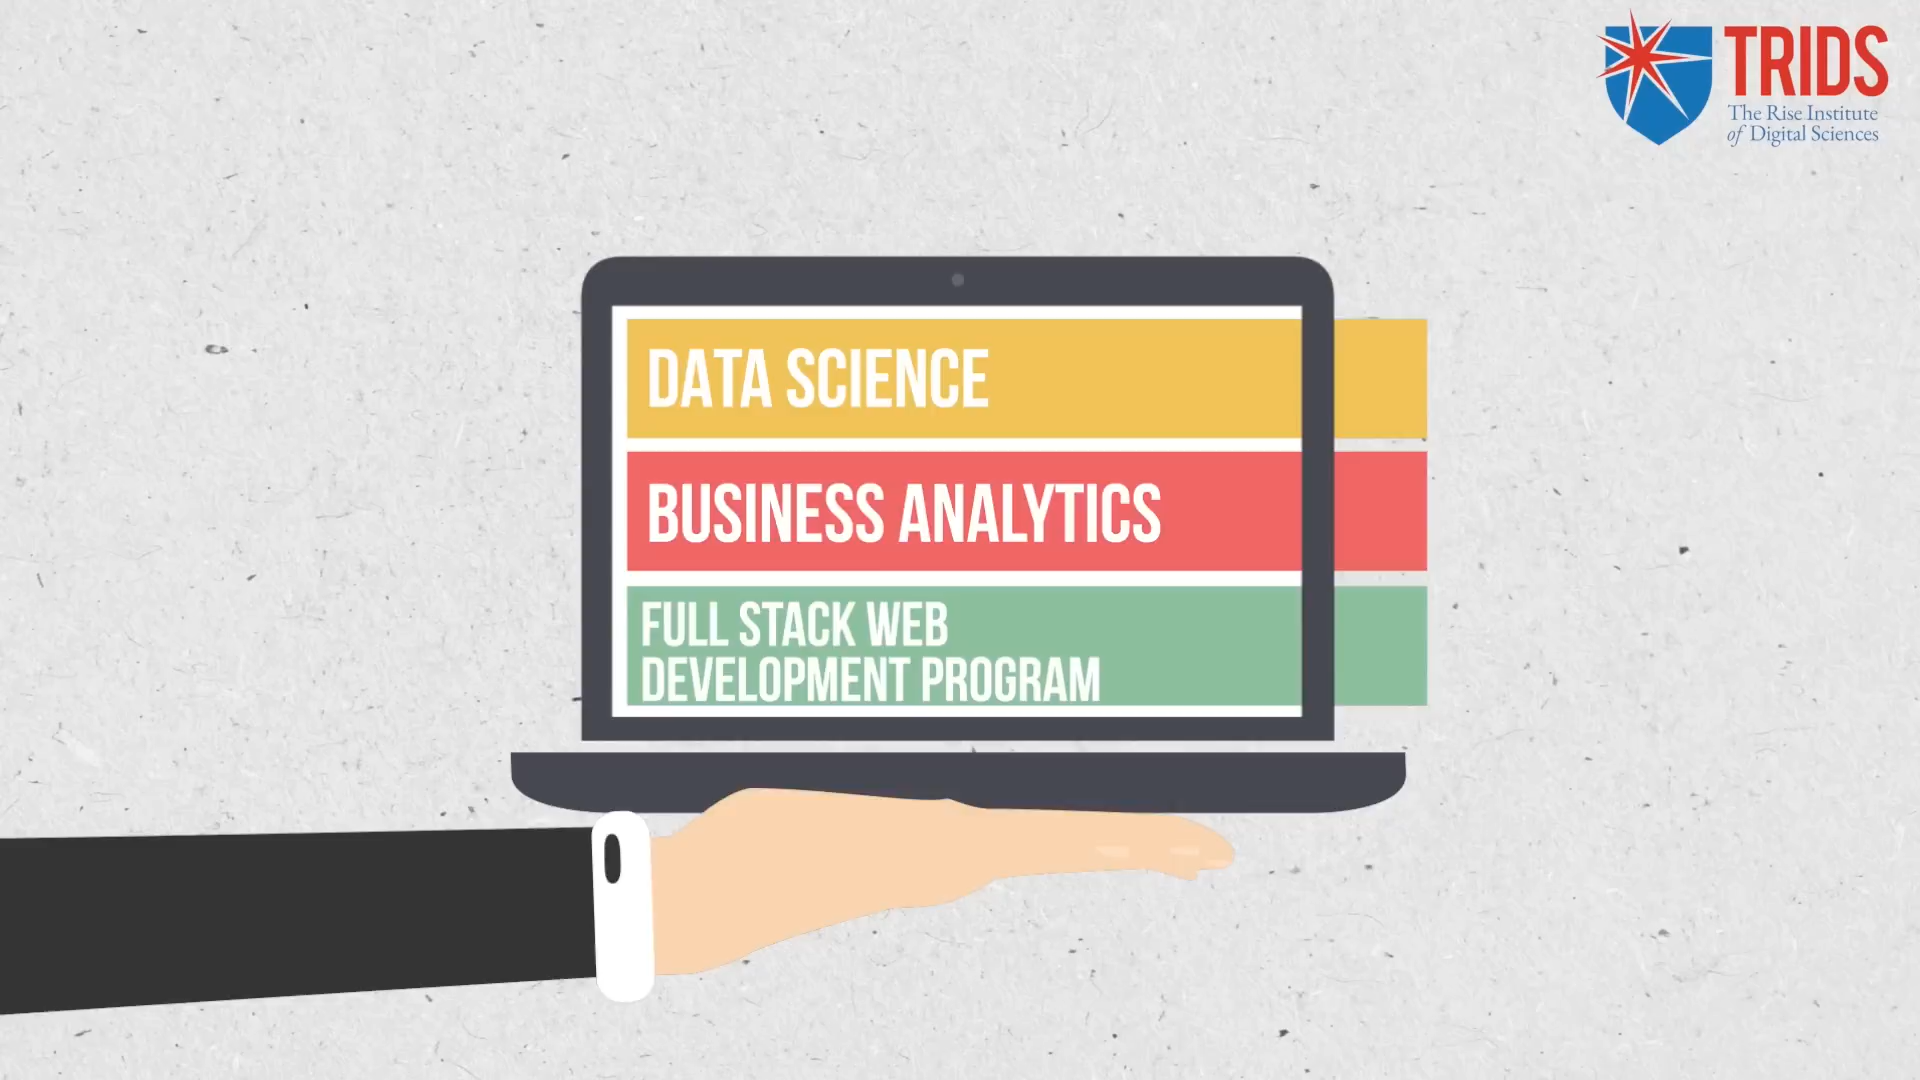 TRIDS
The Rise Institute
of Digital Sciences
DATA SCIENCE
BUSINESS ANALYTICS
FULL STACK WEB
DEVELOPMENT PROGRAM